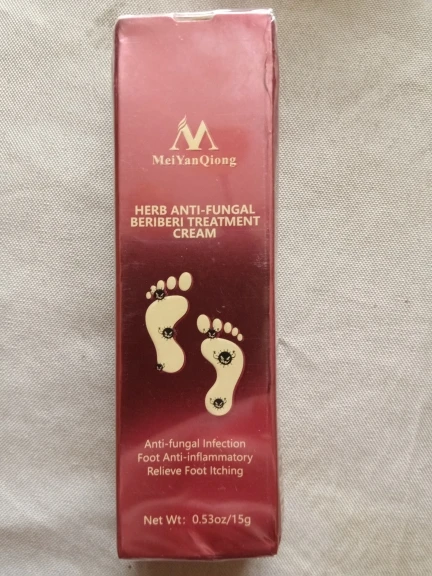 MeiYanQiong
HERB ANTI-FUNGAL
BERIBERI TREATMENT
CREAM
Anti-fungal Infection
Foot Anti-inflammatory
Relieve Foot Itching
Net Wt: 0.53oz/15g